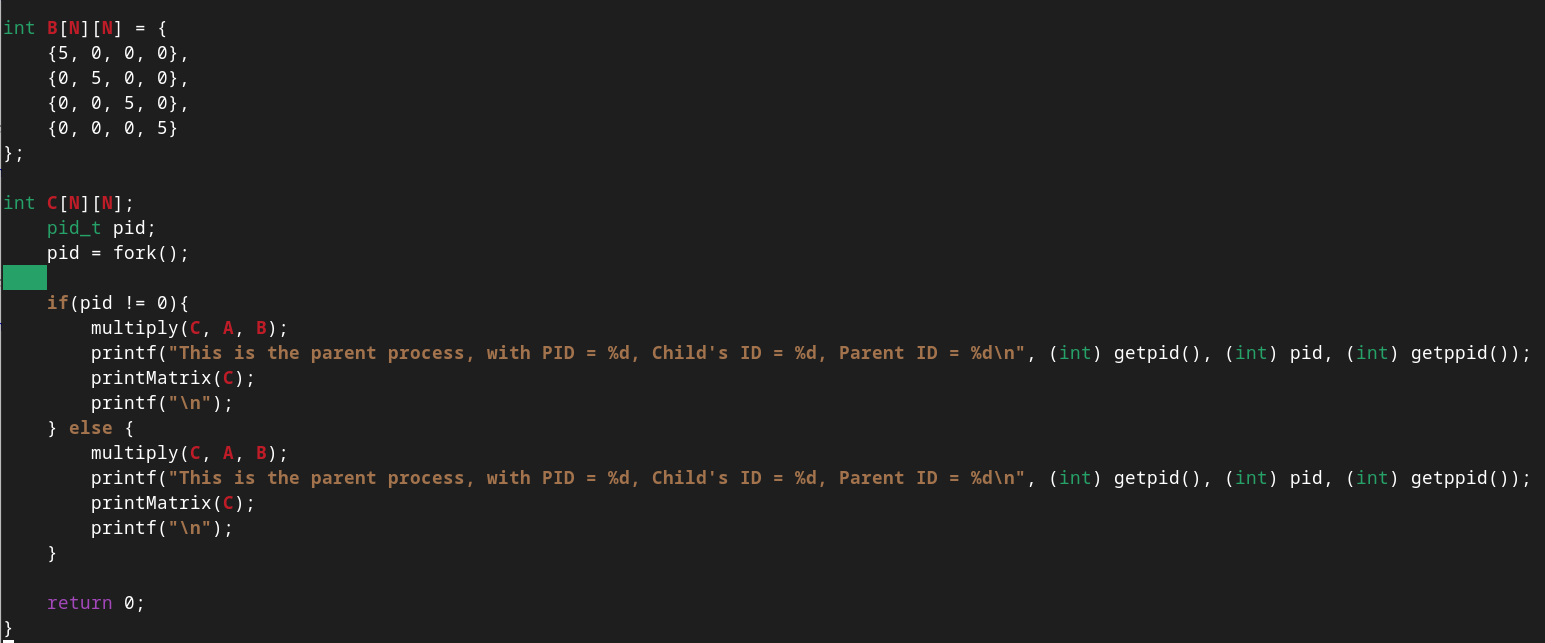 int B[N][N] = {
    {5, 0, 0, 0},
    {0, 5, 0, 0},
    {0, 0, 5, 0},
    {0, 0, 0, 5}
};
int C[N][N];
    pid_t pid;
    pid = fork();
    if(pid != 0){
        multiply(C, A, B);
        printf("This is the parent process, with PID = %d, Child's ID = %d, Parent ID = %d\n", (int) getpid(), (int) pid, (int) getppid());
        printMatrix(C);
        printf("\n");
    } else {
        multiply(C, A, B);
        printf("This is the parent process, with PID = %d, Child's ID = %d, Parent ID = %d\n", (int) getpid(), (int) pid, (int) getppid());
        printMatrix(C);
        printf("\n");
    }
    return 0;
}